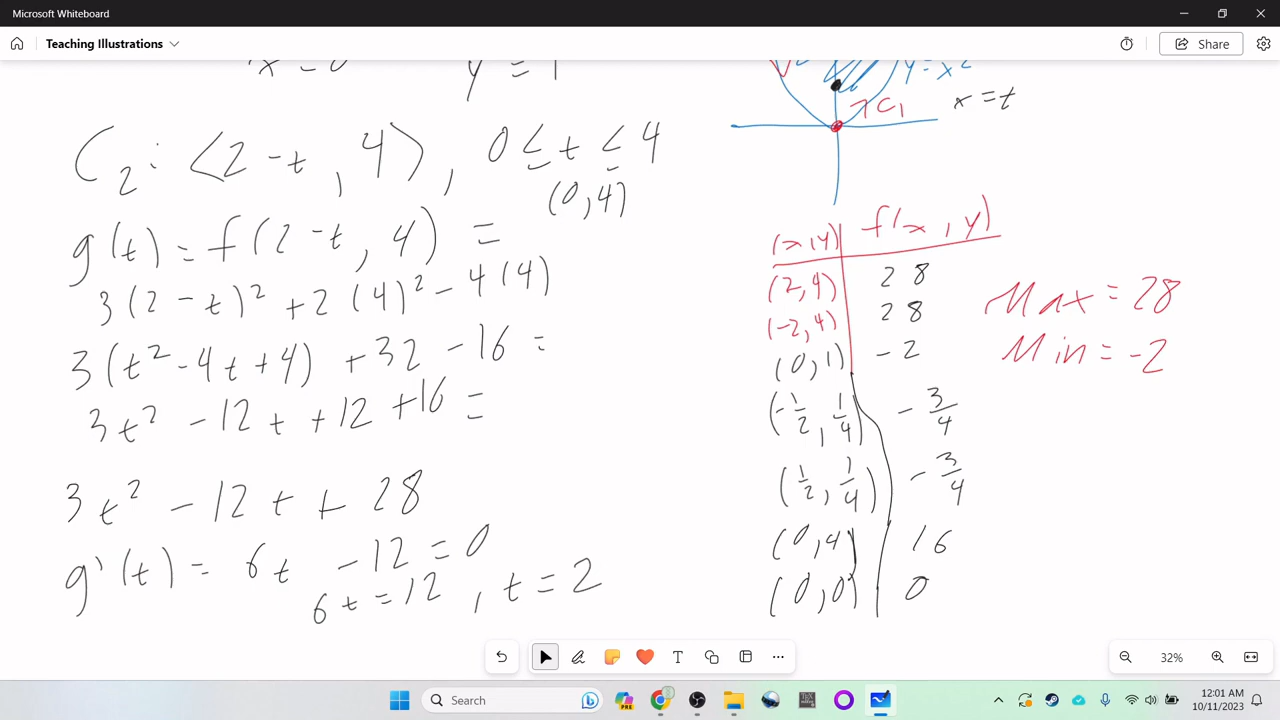 Microsoft Whiteboard
Teaching Illustrations
Share
x = 0 y = 1
y = x²
x = t
C₁
C₂: ⟨2 - t, 4⟩, 0 ≤ t ≤ 4
(0, 4)
g(t) = f(2 - t, 4) =
3(2 - t)² + 2(4)² - 4(4)
3(t² - 4t + 4) + 32 - 16 =
3t² - 12t + 12 + 16 =
3t² - 12t + 28
g'(t) = 6t - 12 = 0
6t = 12, t = 2
(x, y) f(x, y)
(2, 4) 28
(-2, 4) 28
(0, 1) -2
(-1/2, 1/4) -3/4
(1/2, 1/4) -3/4
(0, 4) 16
(0, 0) 0
Max = 28
Min = -2
32%
Search
12:01 AM
10/11/2023